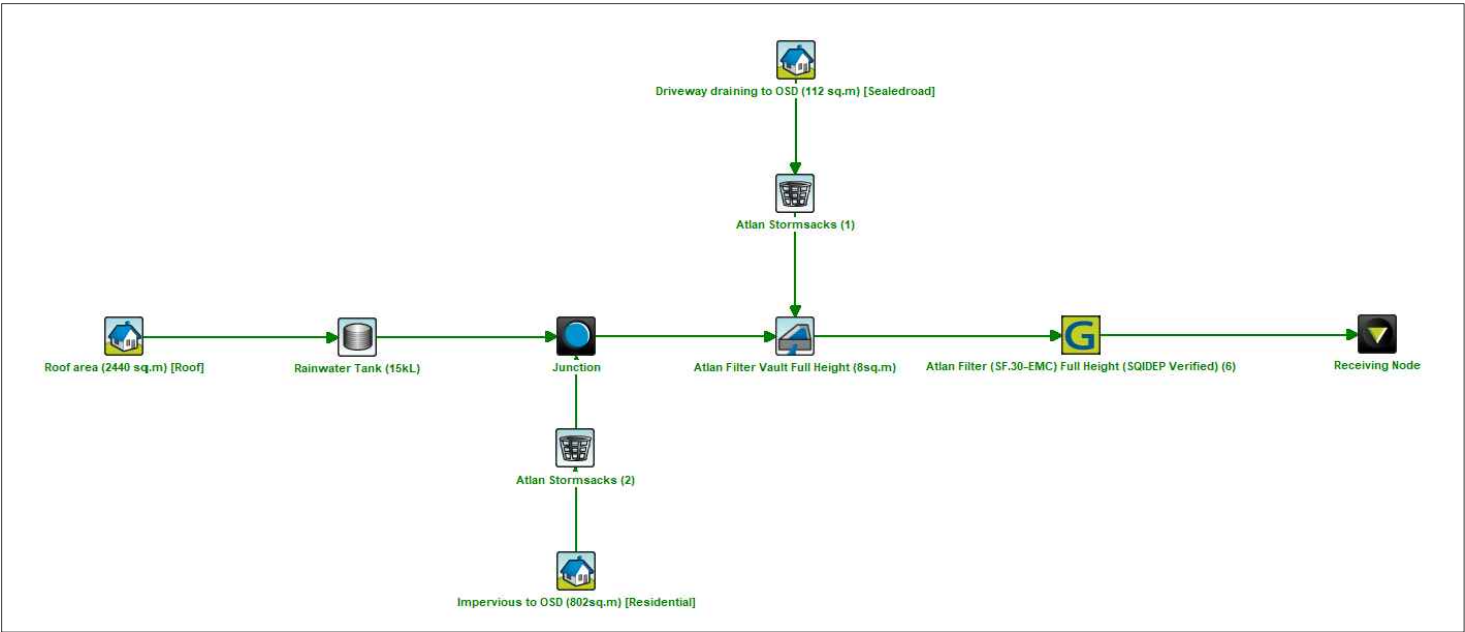 Driveway draining to OSD (112 sq.m) [Sealedroad]
Atlan Stormsacks (1)
Roof area (2440 sq.m) [Roof]
Rainwater Tank (15kL)
Junction
Atlan Filter Vault Full Height (8sq.m)
G
Atlan Filter (SF.30-EMC) Full Height (SQIDEP Verified) (6)
Receiving Node
Atlan Stormsacks (2)
Impervious to OSD (802sq.m) [Residential]